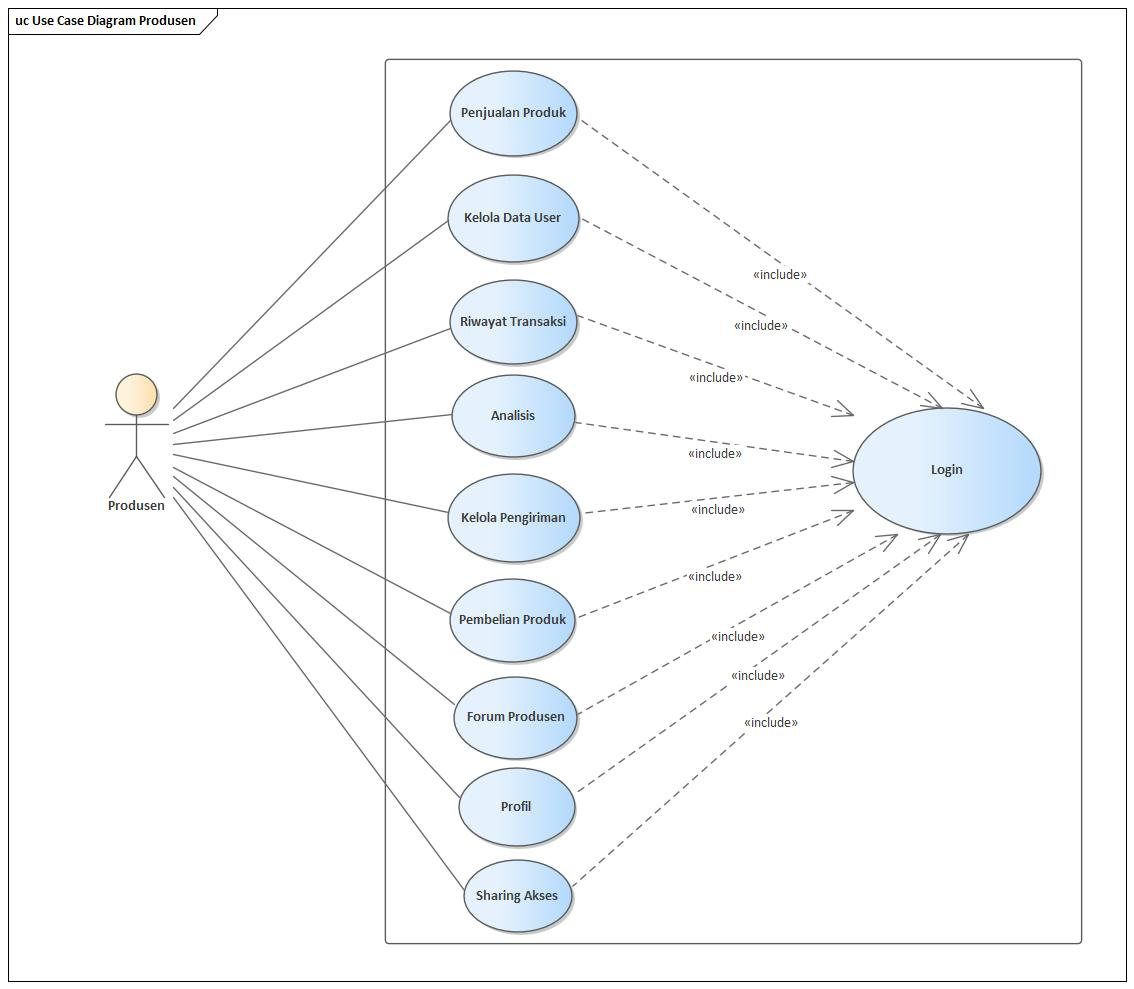 uc Use Case Diagram Produsen
Penjualan Produk
Kelola Data User
«include»
Riwayat Transaksi
«include»
«include»
Analisis
«include»
Login
Produsen
Kelola Pengiriman
«include»
«include»
Pembelian Produk
«include»
Forum Produsen
«include»
«include»
Profil
Sharing Akses